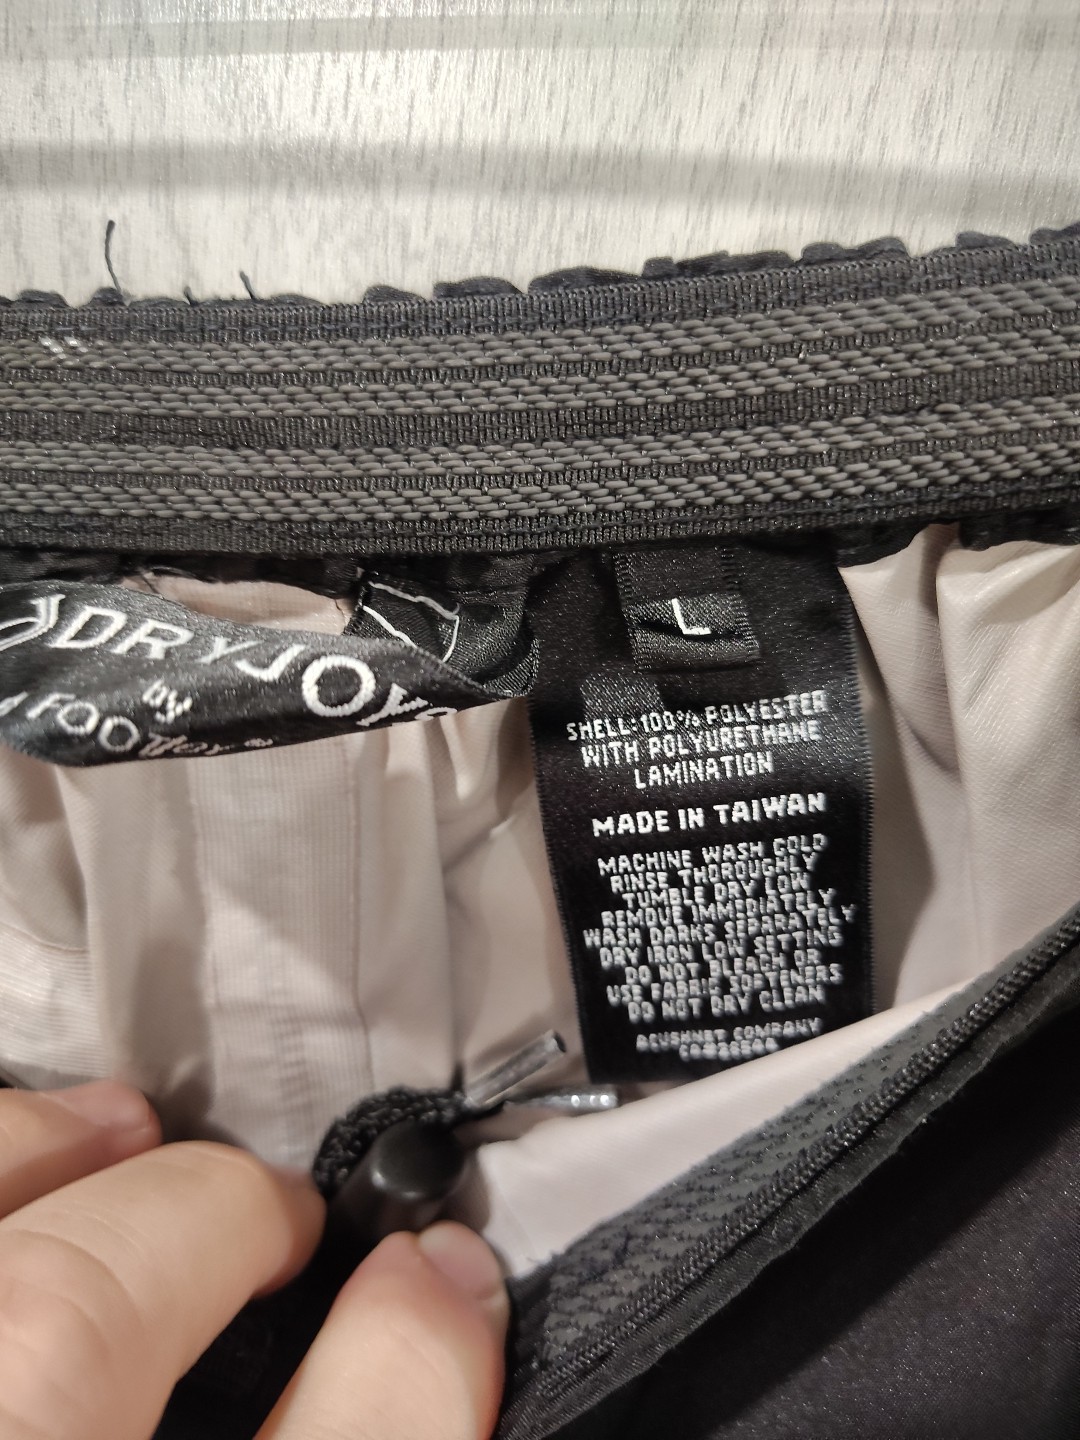 DRYJOYS
by
FOOTJOY
L
SHELL:100% POLYESTER
WITH POLYURETHANE
LAMINATION
MADE IN TAIWAN
MACHINE WASH COLD
RINSE THOROUGHLY
TUMBLE DRY LOW
REMOVE IMMEDIATELY
WASH DARKS SEPARATELY
DRY IRON LOW SETTING
DO NOT BLEACH OR
USE FABRIC SOFTENERS
DO NOT DRY CLEAN
ACUSHNET COMPANY